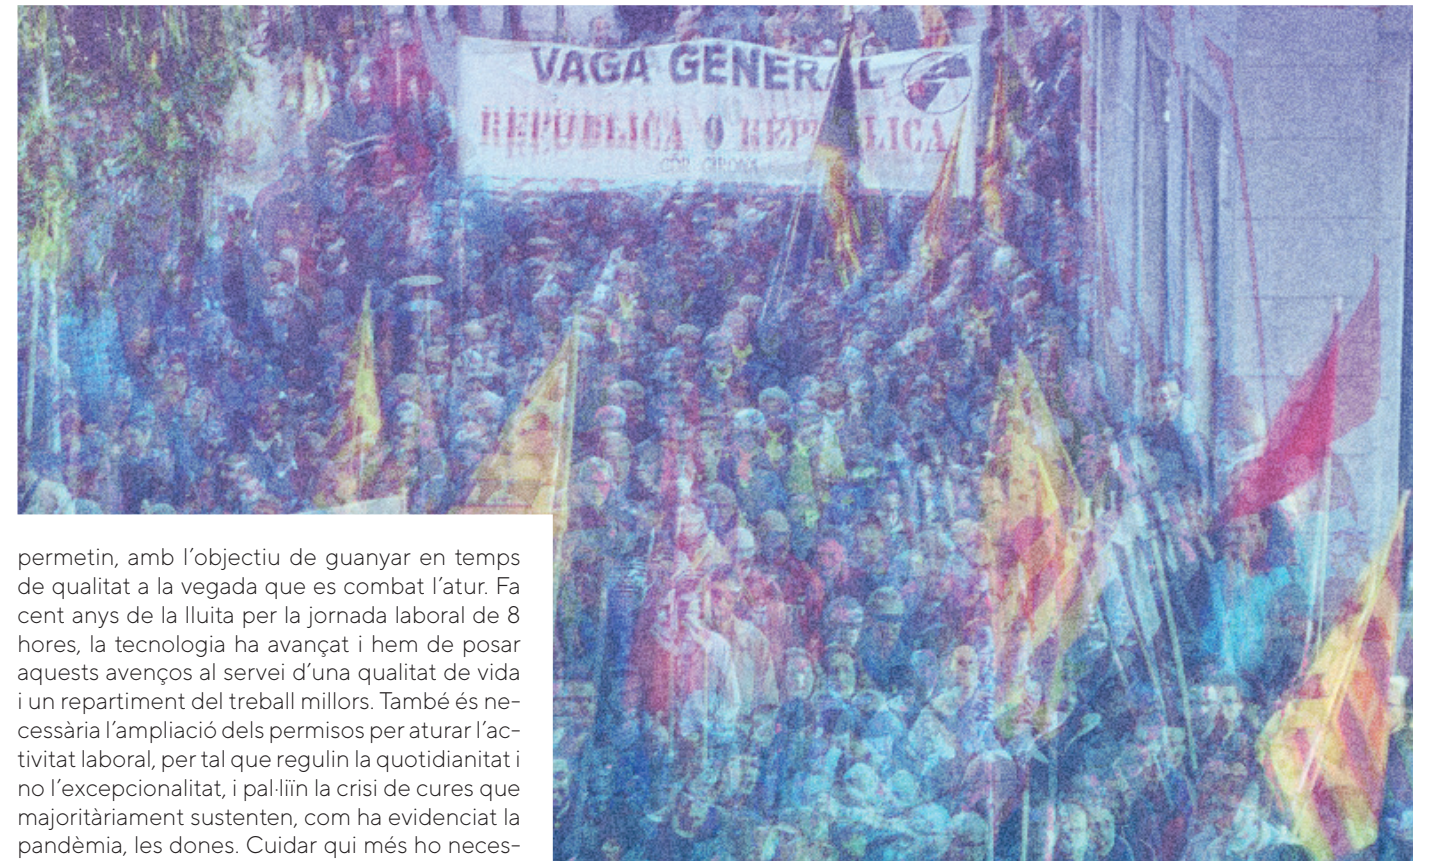 VAGA GENERAL
REPÚBLICA O REPÚBLICA
CDR GIRONA
permetin, amb l’objectiu de guanyar en temps
de qualitat a la vegada que es combat l’atur. Fa
cent anys de la lluita per la jornada laboral de 8
hores, la tecnologia ha avançat i hem de posar
aquests avenços al servei d’una qualitat de vida
i un repartiment del treball millors. També és ne-
cessària l’ampliació dels permisos per aturar l’ac-
tivitat laboral, per tal que regulin la quotidianitat i
no l’excepcionalitat, i pal·liïn la crisi de cures que
majoritàriament sustenten, com ha evidenciat la
pandèmia, les dones. Cuidar qui més ho neces-